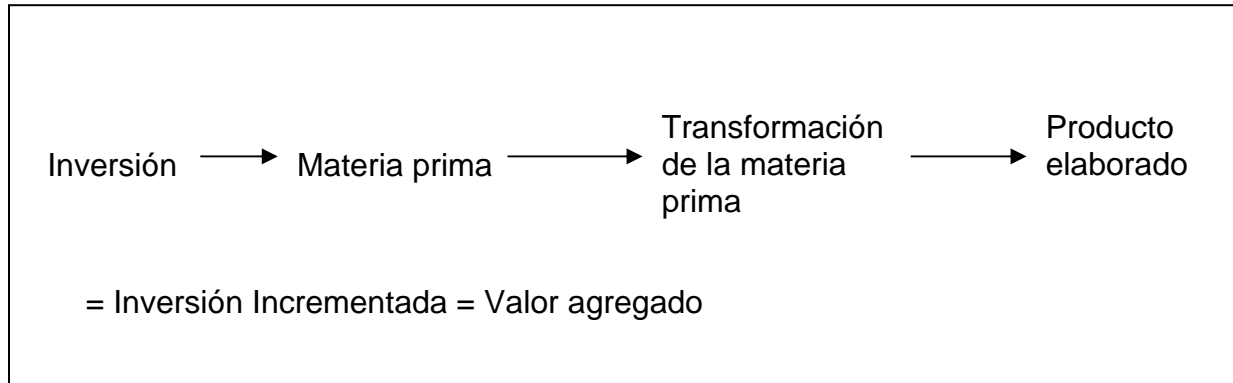 Inversión
Materia prima
Transformación
de la materia
prima
Producto
elaborado
= Inversión Incrementada = Valor agregado